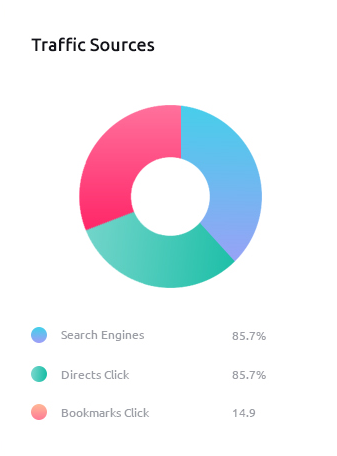 Traffic Sources
Search Engines 85.7%
Directs Click 85.7%
Bookmarks Click 14.9